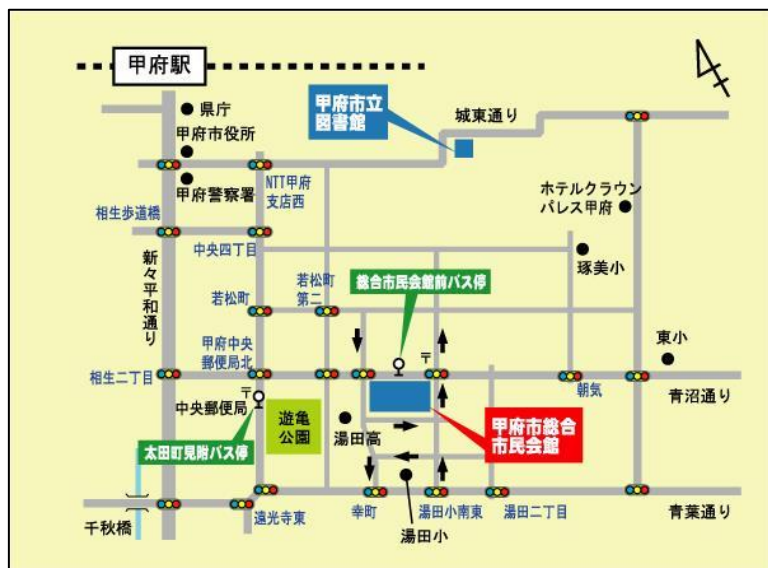 甲府駅
県庁
甲府市役所
甲府警察署
相生歩道橋
NTT甲府
支店西
甲府市立
図書館
城東通り
ホテルクラウン
パレス甲府
中央四丁目
琢美小
新々平和通り
若松町
若松町
第二
総合市民会館前バス停
甲府中央
郵便局北
〒
東小
相生二丁目
朝気
青沼通り
〒
中央郵便局
遊亀
公園
湯田高
甲府市総合
市民会館
太田町見附バス停
千秋橋
遠光寺東
幸町
湯田小
湯田小南東
湯田二丁目
青葉通り